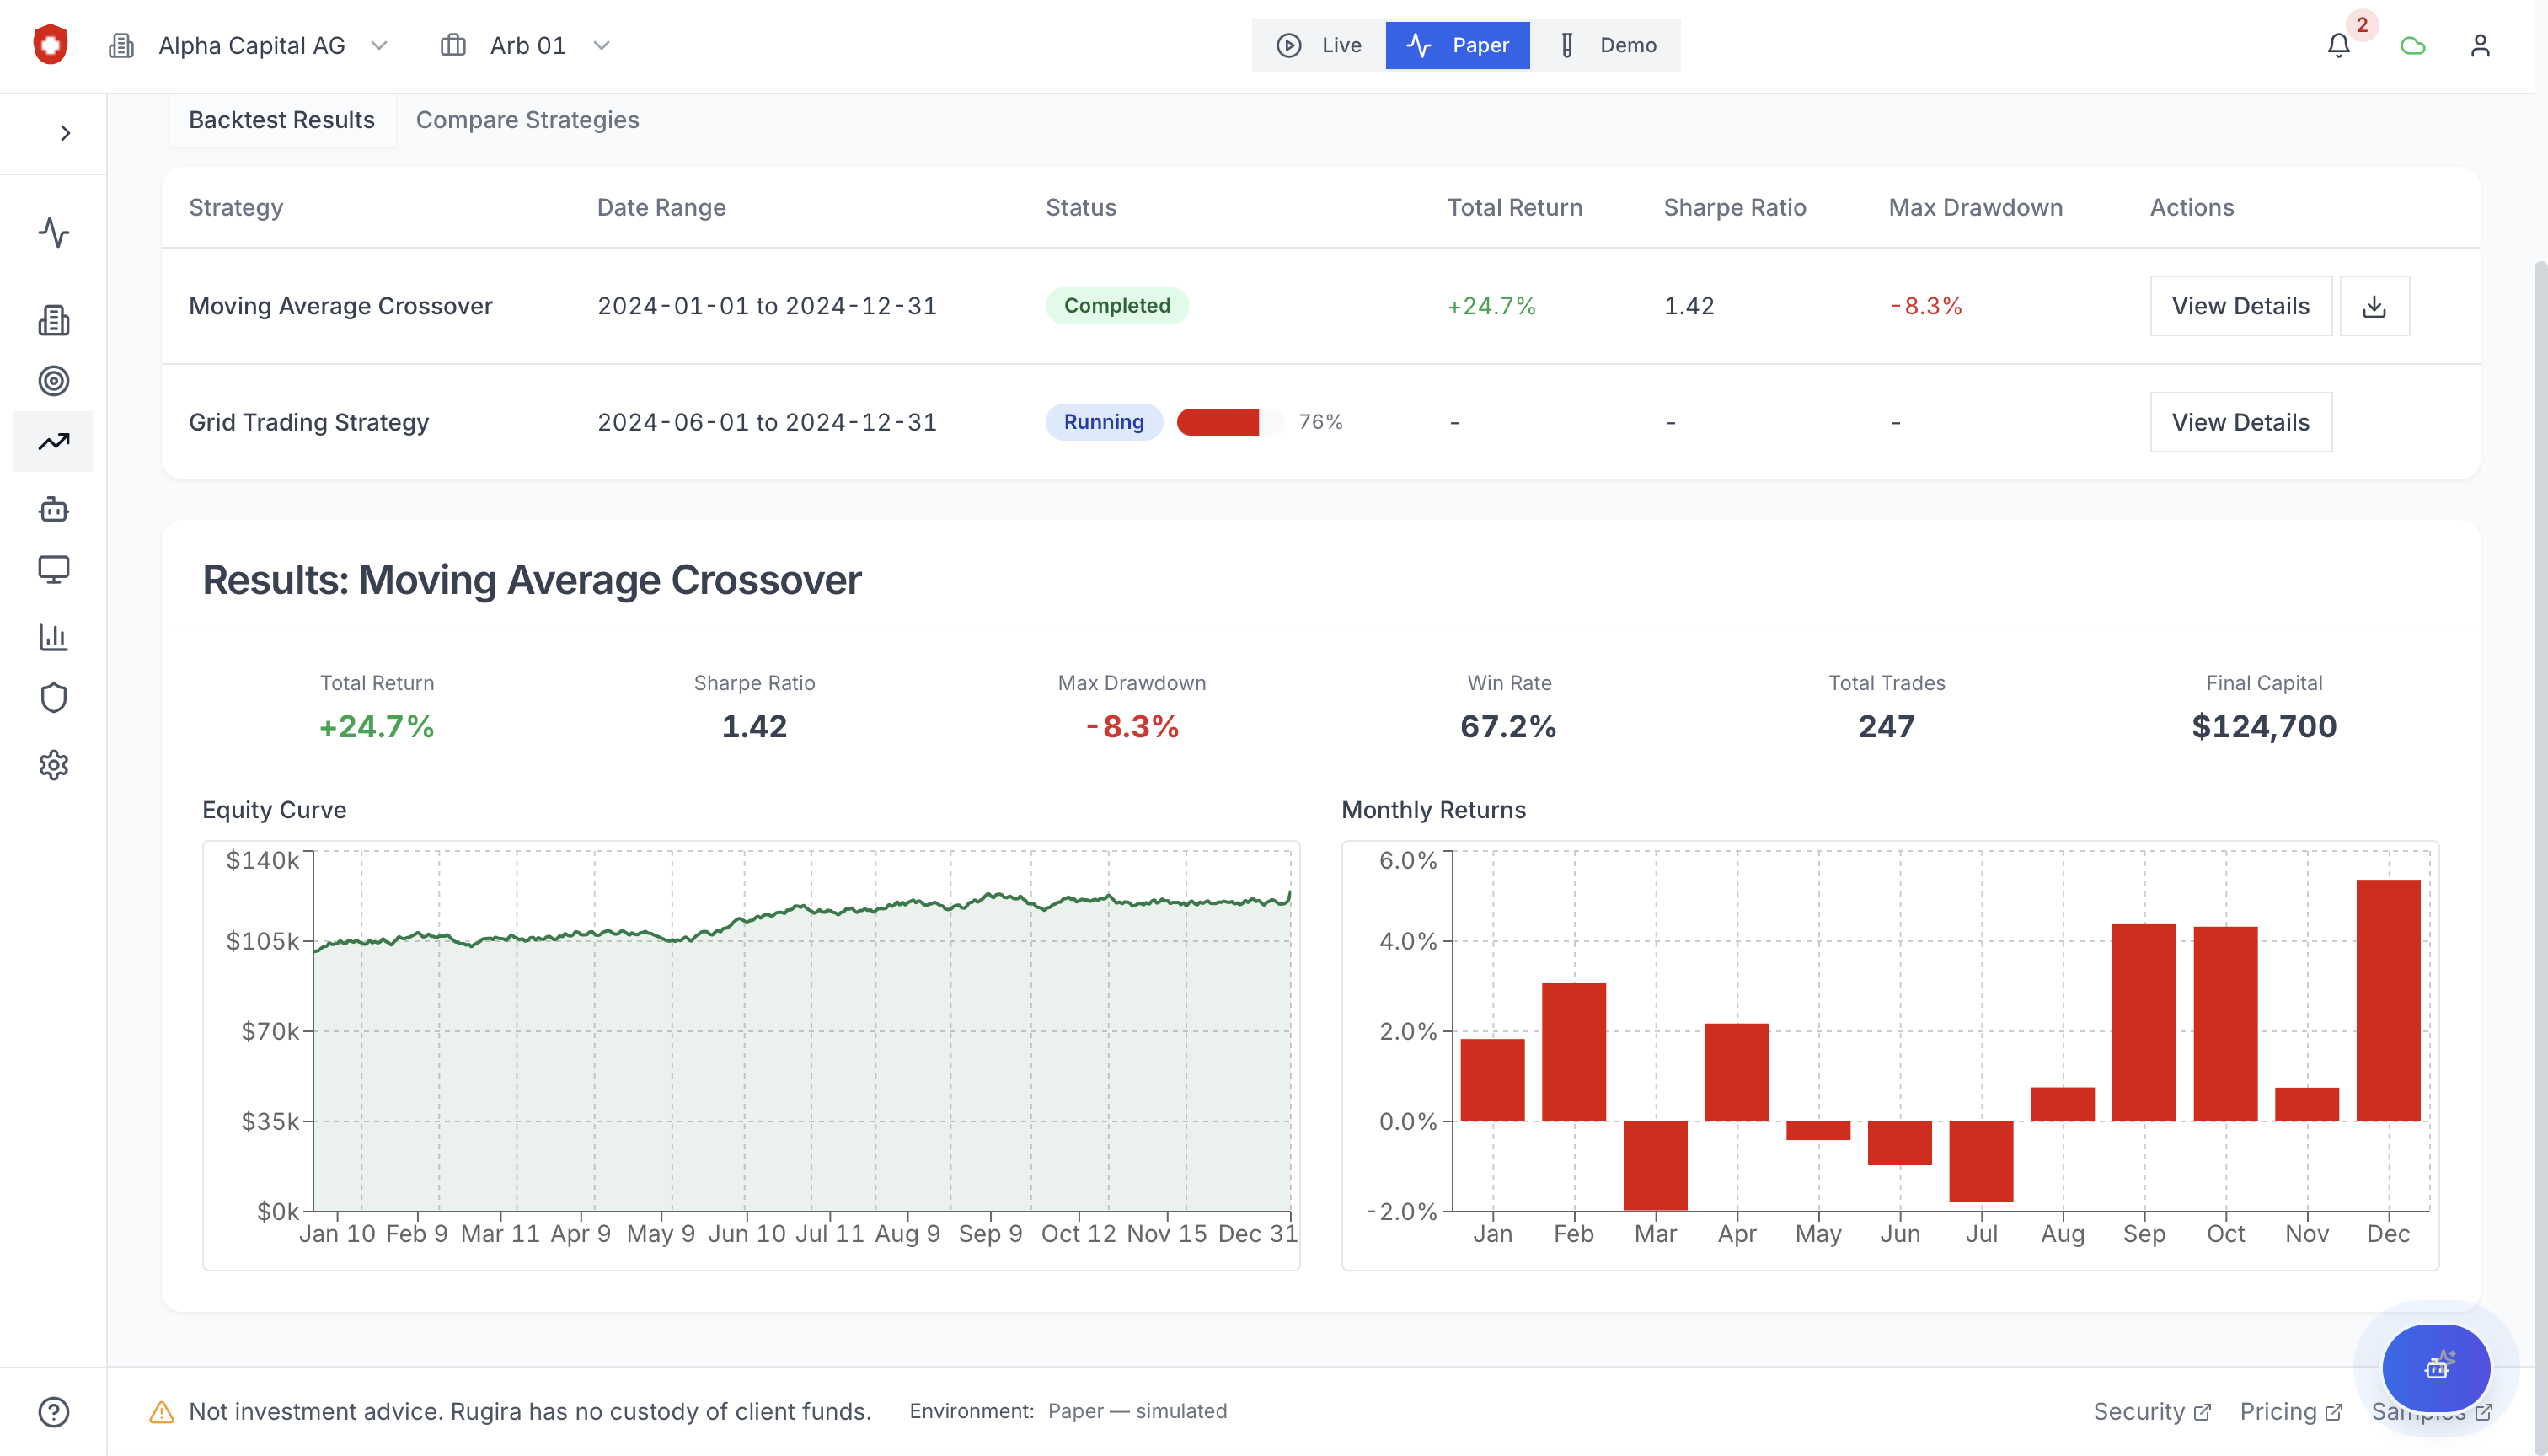 Alpha Capital AG Arb 01 Live Paper Demo 2
Backtest Results Compare Strategies
Strategy Date Range Status Total Return Sharpe Ratio Max Drawdown Actions
Moving Average Crossover 2024-01-01 to 2024-12-31 Completed +24.7% 1.42 -8.3% View Details
Grid Trading Strategy 2024-06-01 to 2024-12-31 Running 76% - - - View Details
Results: Moving Average Crossover
Total Return Sharpe Ratio Max Drawdown Win Rate Total Trades Final Capital
+24.7% 1.42 -8.3% 67.2% 247 $124,700
Equity Curve
$140k
$105k
$70k
$35k
$0k
Jan 10 Feb 9 Mar 11 Apr 9 May 9 Jun 10 Jul 11 Aug 9 Sep 9 Oct 12 Nov 15 Dec 31
Monthly Returns
6.0%
4.0%
2.0%
0.0%
-2.0%
Jan Feb Mar Apr May Jun Jul Aug Sep Oct Nov Dec
Not investment advice. Rugira has no custody of client funds. Environment: Paper — simulated Security Pricing Samples